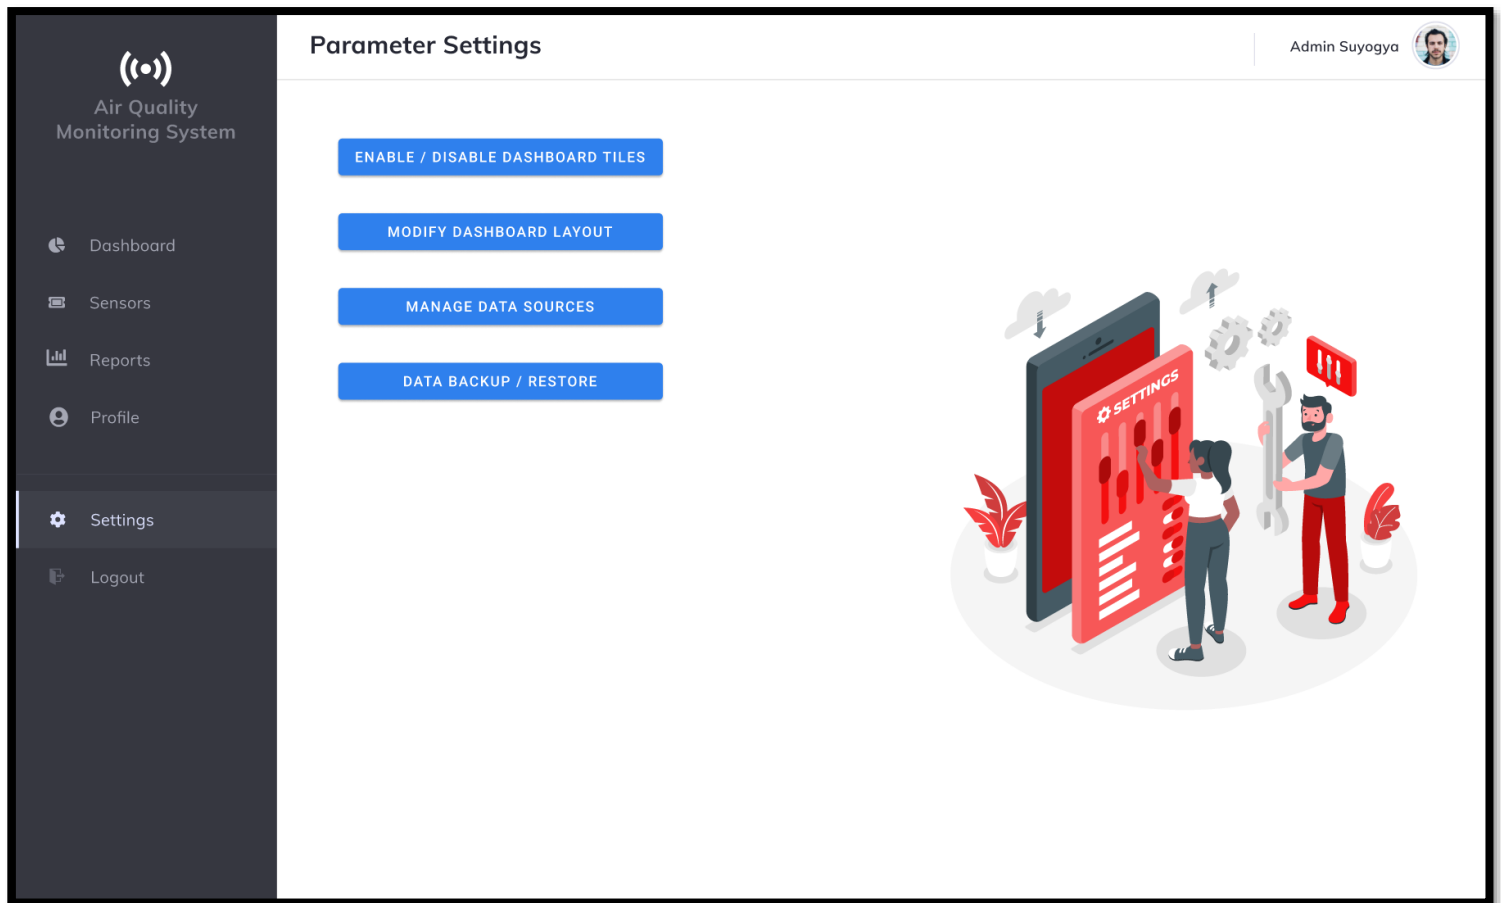 Air Quality
Monitoring System
Dashboard
Sensors
Reports
Profile
Settings
Logout
Parameter Settings
Admin Suyogya
ENABLE / DISABLE DASHBOARD TILES
MODIFY DASHBOARD LAYOUT
MANAGE DATA SOURCES
DATA BACKUP / RESTORE
SETTINGS